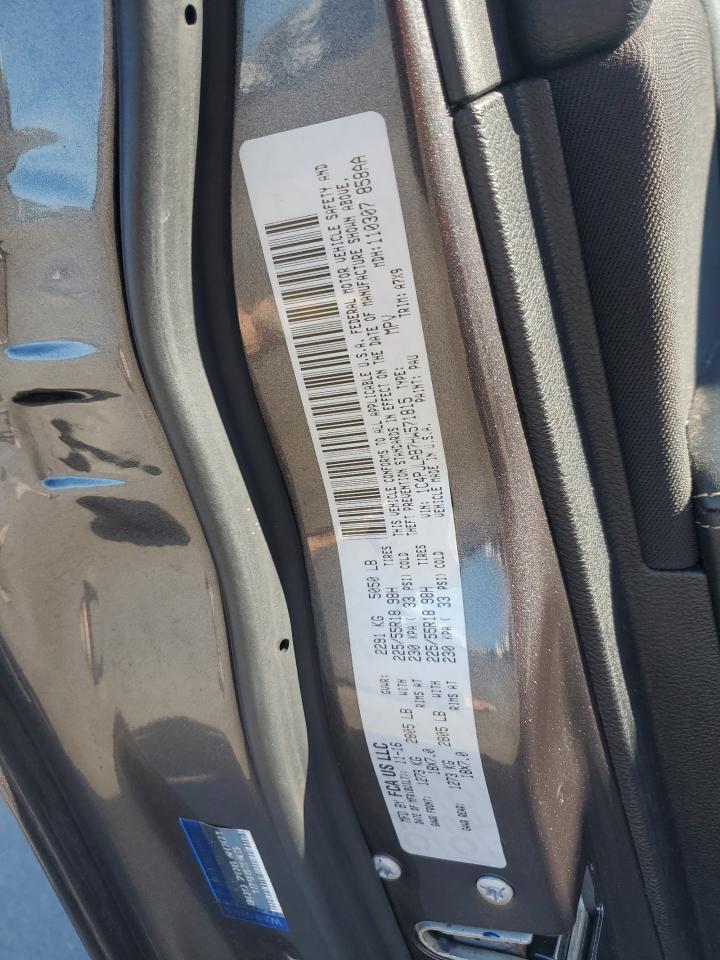 MFD BY FCA US LLC
DATE OF MFR(BUILT): 11-16 GVWR: 2291 KG 5050 LB
GAWR FRONT: 1273 KG 2805 LB WITH 225/55R18 98H TIRES
18X7.0 RIMS AT 230 KPA ( 33 PSI) COLD
GAWR REAR: 1273 KG 2805 LB WITH 225/55R18 98H TIRES
18X7.0 RIMS AT 230 KPA ( 33 PSI) COLD
THIS VEHICLE CONFORMS TO ALL APPLICABLE U.S.A. FEDERAL MOTOR VEHICLE SAFETY AND
THEFT PREVENTION STANDARDS IN EFFECT ON THE DATE OF MANUFACTURE SHOWN ABOVE.
VIN: TYPE: MPV MDH: 110307 858AA
VEHICLE MADE IN U.S.A. PAINT: PAU TRIM: A7X9